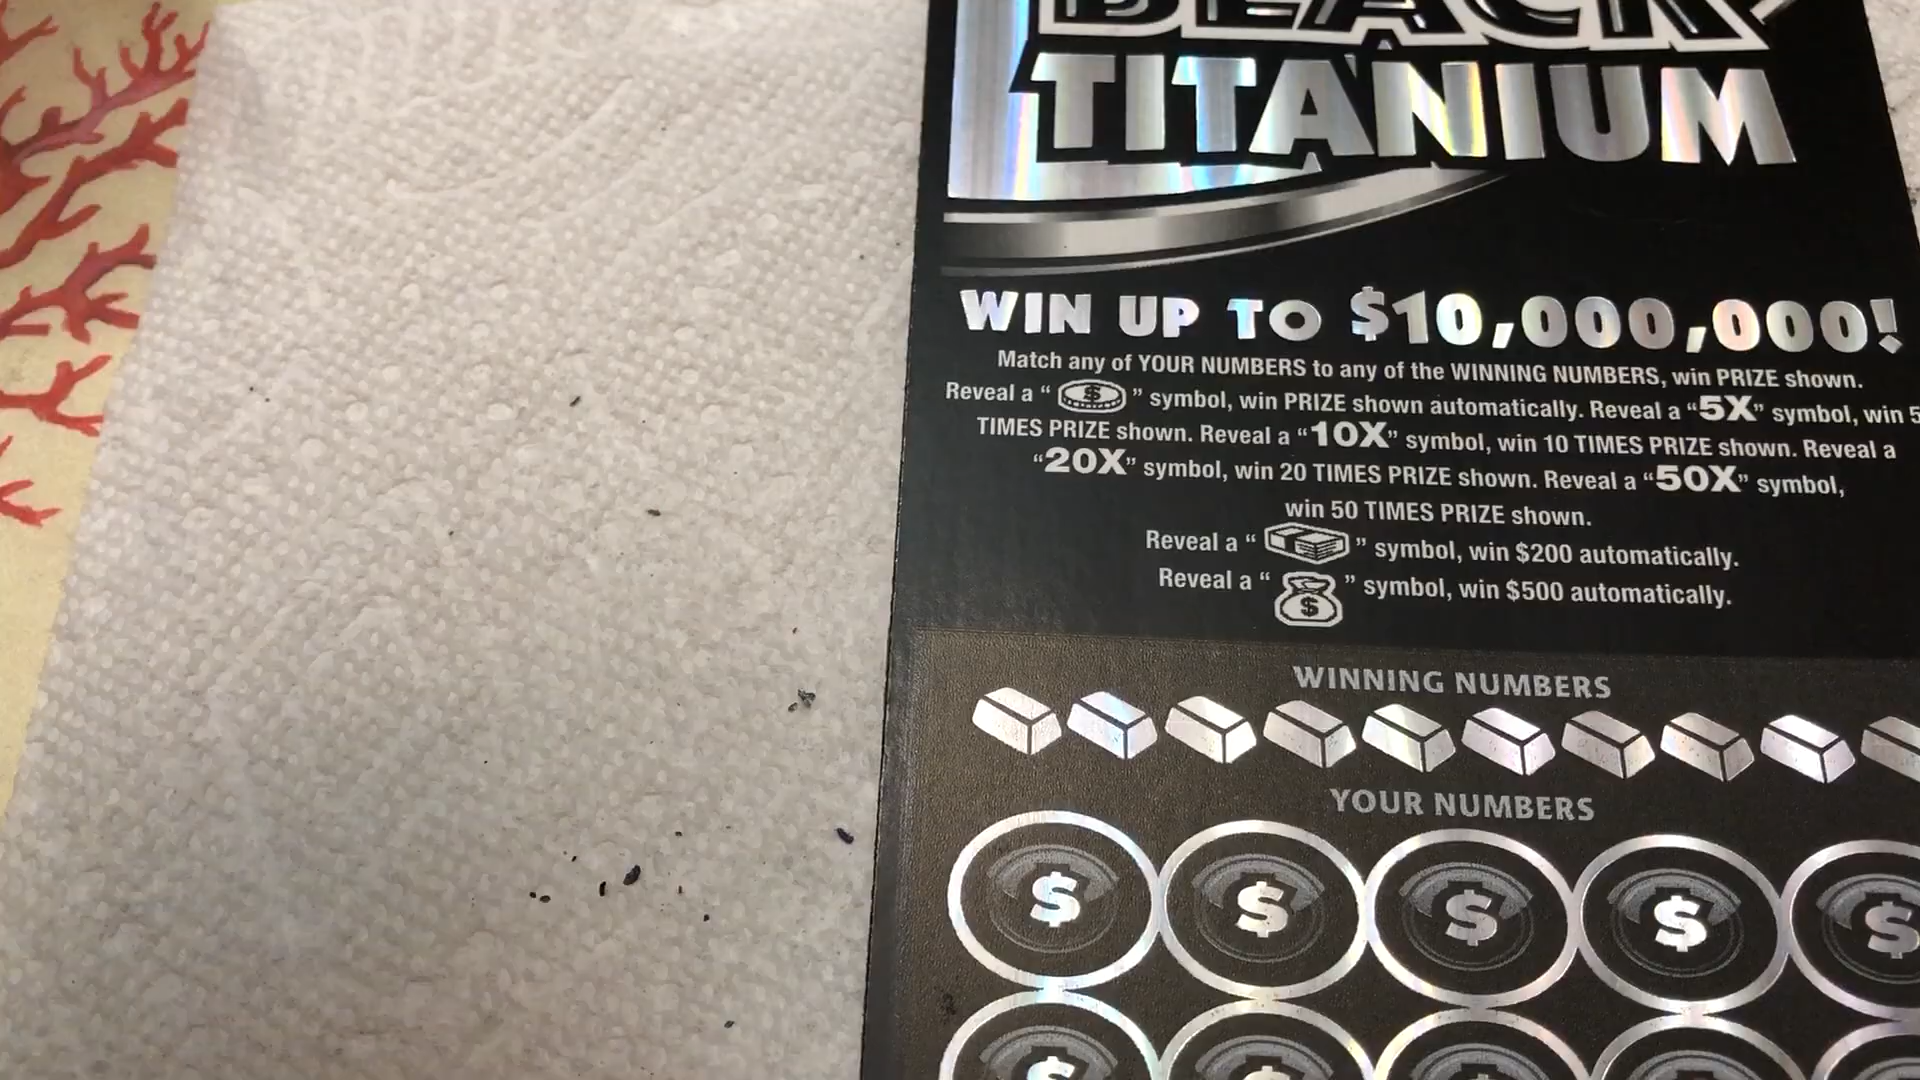 BLACK
TITANIUM
WIN UP TO $10,000,000!
Match any of YOUR NUMBERS to any of the WINNING NUMBERS, win PRIZE shown.
Reveal a “ $ ” symbol, win PRIZE shown automatically. Reveal a “5X” symbol, win 5
TIMES PRIZE shown. Reveal a “10X” symbol, win 10 TIMES PRIZE shown. Reveal a
“20X” symbol, win 20 TIMES PRIZE shown. Reveal a “50X” symbol,
win 50 TIMES PRIZE shown.
Reveal a “ ” symbol, win $200 automatically.
Reveal a “ $ ” symbol, win $500 automatically.
WINNING NUMBERS
YOUR NUMBERS
$ $ $ $ $
$ $ $ $ $